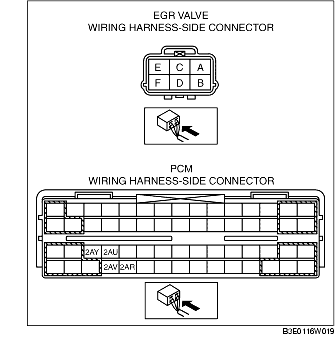 EGR VALVE
WIRING HARNESS-SIDE CONNECTOR
E C A
F D B
PCM
WIRING HARNESS-SIDE CONNECTOR
2AY 2AU
2AV 2AR
B3E0116W019